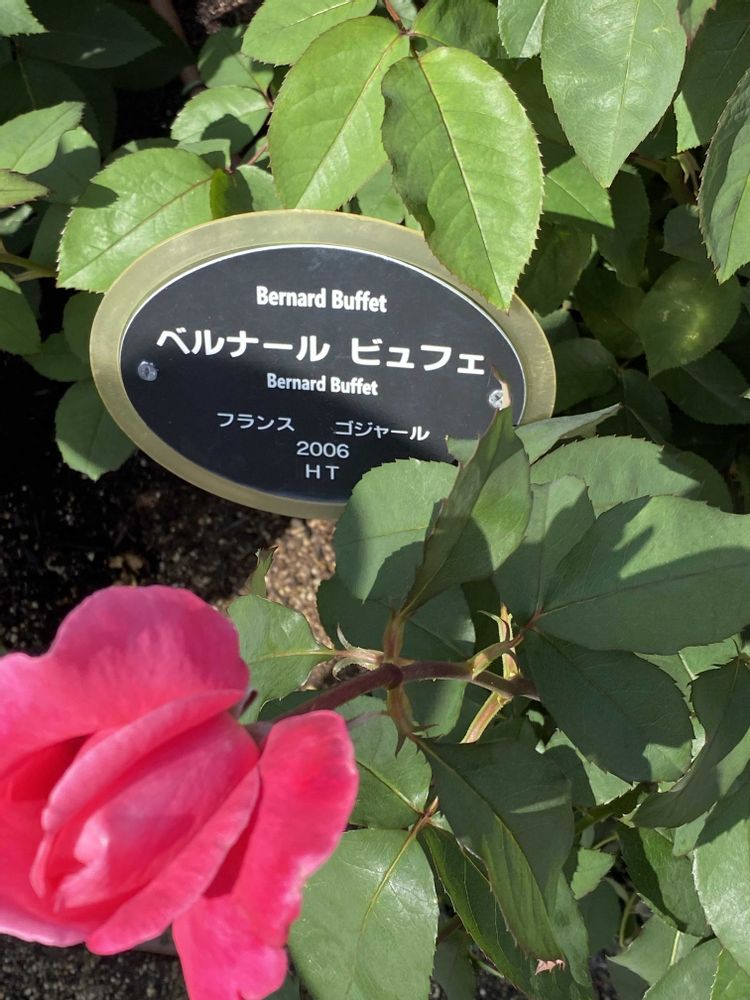 Bernard Buffet
ベルナール ビュフェ
Bernard Buffet
フランス ゴジャール
2006
HT